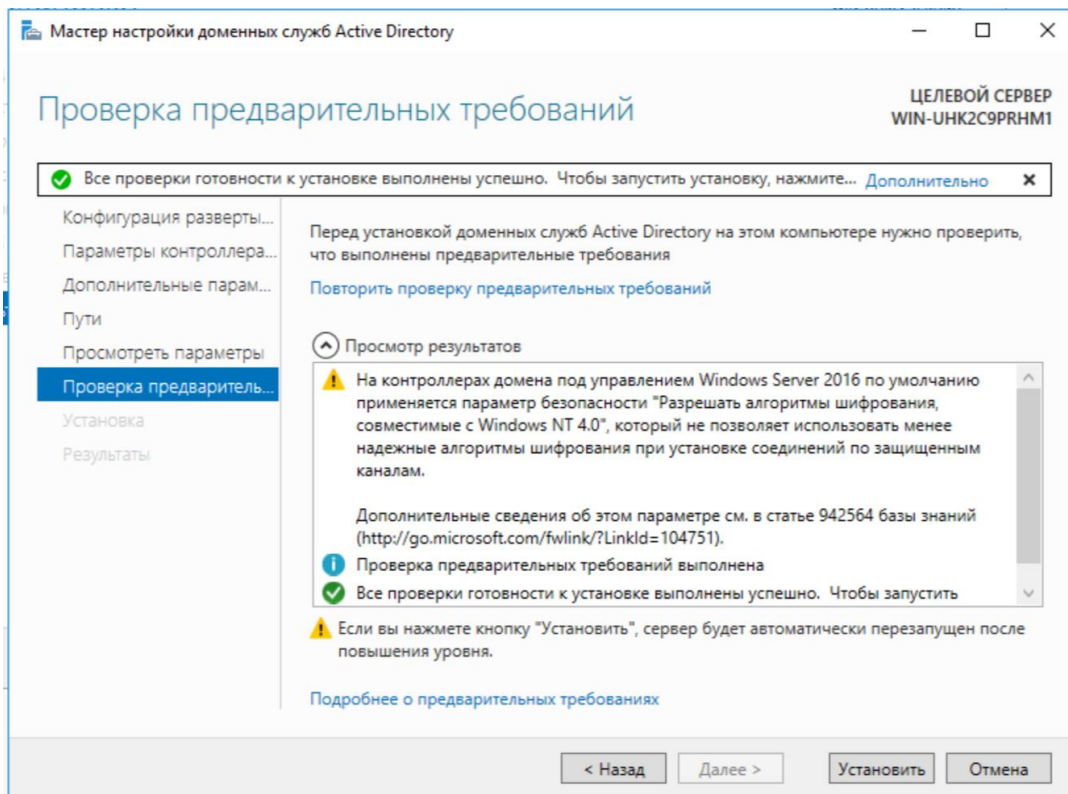 Мастер настройки доменных служб Active Directory
Проверка предварительных требований
ЦЕЛЕВОЙ СЕРВЕР
WIN-UHK2C9PRHM1
Все проверки готовности к установке выполнены успешно. Чтобы запустить установку, нажмите... Дополнительно
Конфигурация разверты...
Параметры контроллера...
Дополнительные парам...
Пути
Просмотреть параметры
Проверка предваритель...
Установка
Результаты
Перед установкой доменных служб Active Directory на этом компьютере нужно проверить,
что выполнены предварительные требования
Повторить проверку предварительных требований
Просмотр результатов
На контроллерах домена под управлением Windows Server 2016 по умолчанию
применяется параметр безопасности "Разрешать алгоритмы шифрования,
совместимые с Windows NT 4.0", который не позволяет использовать менее
надежные алгоритмы шифрования при установке соединений по защищенным
каналам.
Дополнительные сведения об этом параметре см. в статье 942564 базы знаний
(http://go.microsoft.com/fwlink/?LinkId=104751).
Проверка предварительных требований выполнена
Все проверки готовности к установке выполнены успешно. Чтобы запустить
Если вы нажмете кнопку "Установить", сервер будет автоматически перезапущен после
повышения уровня.
Подробнее о предварительных требованиях
< Назад
Далее >
Установить
Отмена